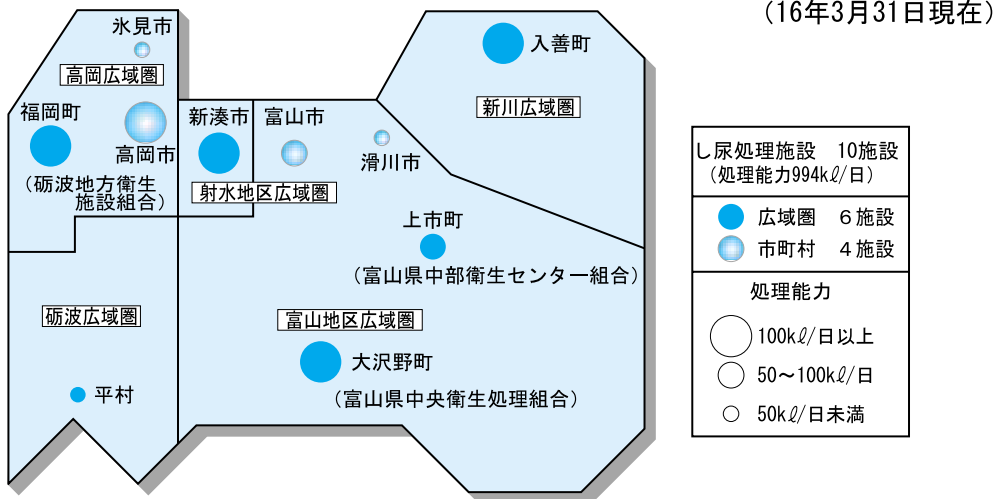 (16年3月31日現在)
氷見市
高岡広域圏
福岡町
高岡市
(砺波地方衛生
施設組合)
新湊市
射水地区広域圏
富山市
滑川市
入善町
新川広域圏
上市町
(富山県中部衛生センター組合)
砺波広域圏
平村
富山地区広域圏
大沢野町
(富山県中央衛生処理組合)
し尿処理施設 10施設
(処理能力994kℓ/日)
広域圏 6施設
市町村 4施設
処理能力
100kℓ/日以上
50~100kℓ/日
50kℓ/日未満